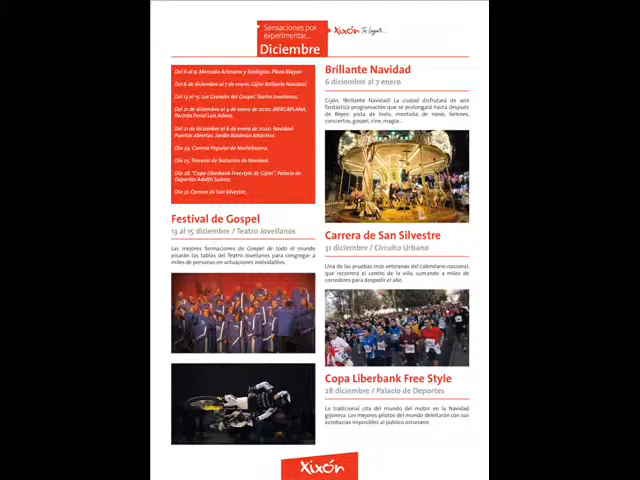 Sensaciones por
experimentar...
Diciembre
Xixón Tu lugar...
Del 6 al 9. Mercado Artesano y Ecológico. Plaza Mayor.
Del 6 de diciembre al 7 de enero. Gijón Brillante Navidad.
Del 13 al 15. Los Grandes del Gospel. Teatro Jovellanos.
Del 21 de diciembre al 4 de enero de 2020. MERCAPLANA.
Recinto Ferial Luis Adaro.
Del 21 de diciembre al 6 de enero de 2020. Navidad
Puertas Abiertas. Jardín Botánico Atlántico.
Día 24. Carrera Popular de Nochebuena.
Día 25. Travesía de Natación de Navidad.
Día 28. "Copa Liberbank Freestyle de Gijón". Palacio de
Deportes Adolfo Suárez.
Día 31. Carrera de San Silvestre.
Festival de Gospel
13 al 15 diciembre / Teatro Jovellanos
Las mejores formaciones de Gospel de todo el mundo
pisarán las tablas del Teatro Jovellanos para congregar a
miles de personas en actuaciones inolvidables.
Brillante Navidad
6 diciembre al 7 enero
Gijón, ¡Brillante Navidad! La ciudad disfrutará de una
fantástica programación que se prolongará hasta después
de Reyes: pista de hielo, montaña de nieve, belenes,
conciertos, gospel, cine, magia...
Carrera de San Silvestre
31 diciembre / Circuito Urbano
Una de las pruebas más veteranas del calendario nacional,
que recorrerá el centro de la villa sumando a miles de
corredores para despedir el año.
Copa Liberbank Free Style
28 diciembre / Palacio de Deportes
La tradicional cita del mundo del motor en la Navidad
gijonesa. Los mejores pilotos del mundo deleitarán con sus
acrobacias imposibles al público asturiano.
Xixón